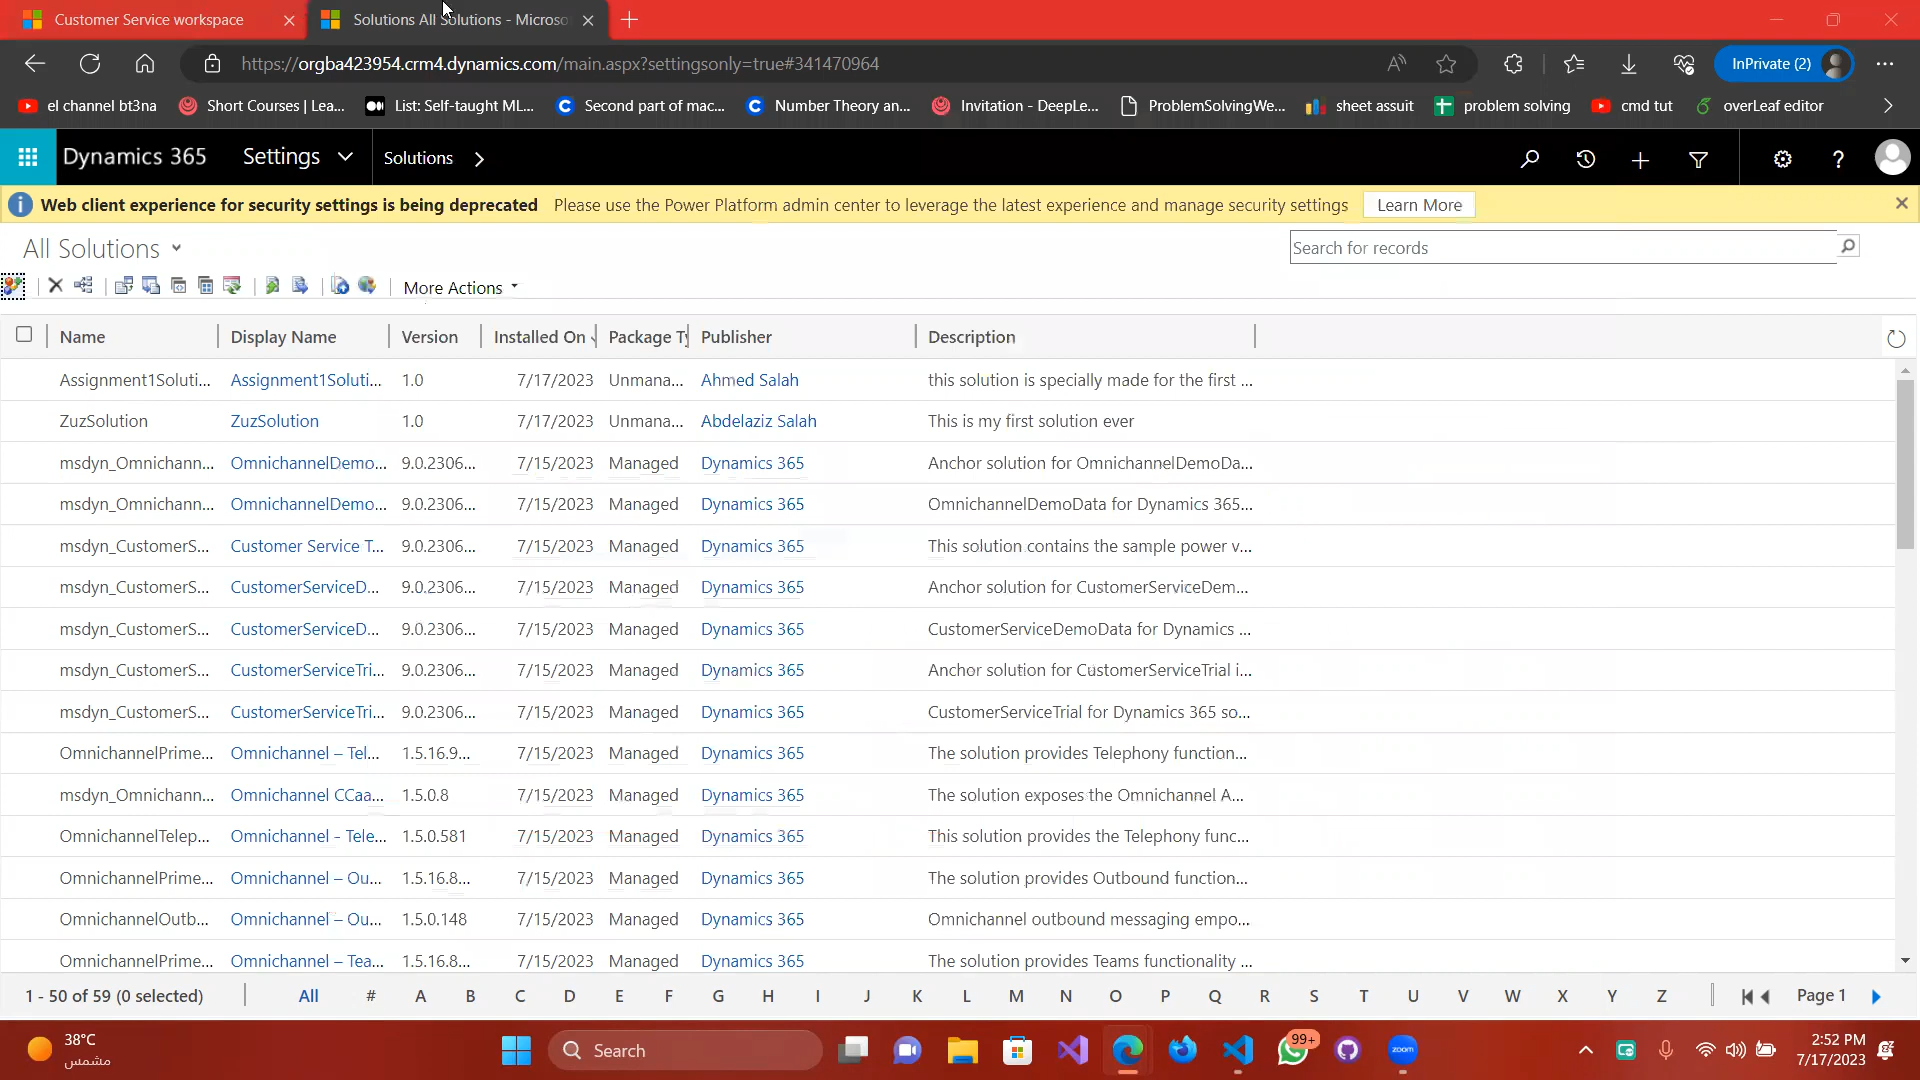 Customer Service workspace
Solutions All Solutions - Microso
https://orgba423954.crm4.dynamics.com/main.aspx?settingsonly=true#341470964
InPrivate (2)
el channel bt3na
Short Courses | Lea...
List: Self-taught ML...
Second part of mac...
Number Theory an...
Invitation - DeepLe...
ProblemSolvingWe...
sheet assuit
problem solving
cmd tut
overLeaf editor
Dynamics 365
Settings
Solutions
Web client experience for security settings is being deprecated Please use the Power Platform admin center to leverage the latest experience and manage security settings
Learn More
All Solutions
Search for records
More Actions
Name Display Name Version Installed On Package Ty Publisher Description
Assignment1Soluti... Assignment1Soluti... 1.0 7/17/2023 Unmana... Ahmed Salah this solution is specially made for the first ...
ZuzSolution ZuzSolution 1.0 7/17/2023 Unmana... Abdelaziz Salah This is my first solution ever
msdyn_Omnichann... OmnichannelDemo... 9.0.2306... 7/15/2023 Managed Dynamics 365 Anchor solution for OmnichannelDemoDa...
msdyn_Omnichann... OmnichannelDemo... 9.0.2306... 7/15/2023 Managed Dynamics 365 OmnichannelDemoData for Dynamics 365...
msdyn_CustomerS... Customer Service T... 9.0.2306... 7/15/2023 Managed Dynamics 365 This solution contains the sample power v...
msdyn_CustomerS... CustomerServiceD... 9.0.2306... 7/15/2023 Managed Dynamics 365 Anchor solution for CustomerServiceDem...
msdyn_CustomerS... CustomerServiceD... 9.0.2306... 7/15/2023 Managed Dynamics 365 CustomerServiceDemoData for Dynamics ...
msdyn_CustomerS... CustomerServiceTri... 9.0.2306... 7/15/2023 Managed Dynamics 365 Anchor solution for CustomerServiceTrial i...
msdyn_CustomerS... CustomerServiceTri... 9.0.2306... 7/15/2023 Managed Dynamics 365 CustomerServiceTrial for Dynamics 365 so...
OmnichannelPrime... Omnichannel – Tel... 1.5.16.9... 7/15/2023 Managed Dynamics 365 The solution provides Telephony function...
msdyn_Omnichann... Omnichannel CCaa... 1.5.0.8 7/15/2023 Managed Dynamics 365 The solution exposes the Omnichannel A...
OmnichannelTelep... Omnichannel - Tele... 1.5.0.581 7/15/2023 Managed Dynamics 365 This solution provides the Telephony func...
OmnichannelPrime... Omnichannel – Ou... 1.5.16.8... 7/15/2023 Managed Dynamics 365 The solution provides Outbound function...
OmnichannelOutb... Omnichannel – Ou... 1.5.0.148 7/15/2023 Managed Dynamics 365 Omnichannel outbound messaging empo...
OmnichannelPrime... Omnichannel – Tea... 1.5.16.8... 7/15/2023 Managed Dynamics 365 The solution provides Teams functionality ...
1 - 50 of 59 (0 selected) All # A B C D E F G H I J K L M N O P Q R S T U V W X Y Z Page 1
38°C
مشمس
Search
99+
zoom
2:52 PM
7/17/2023